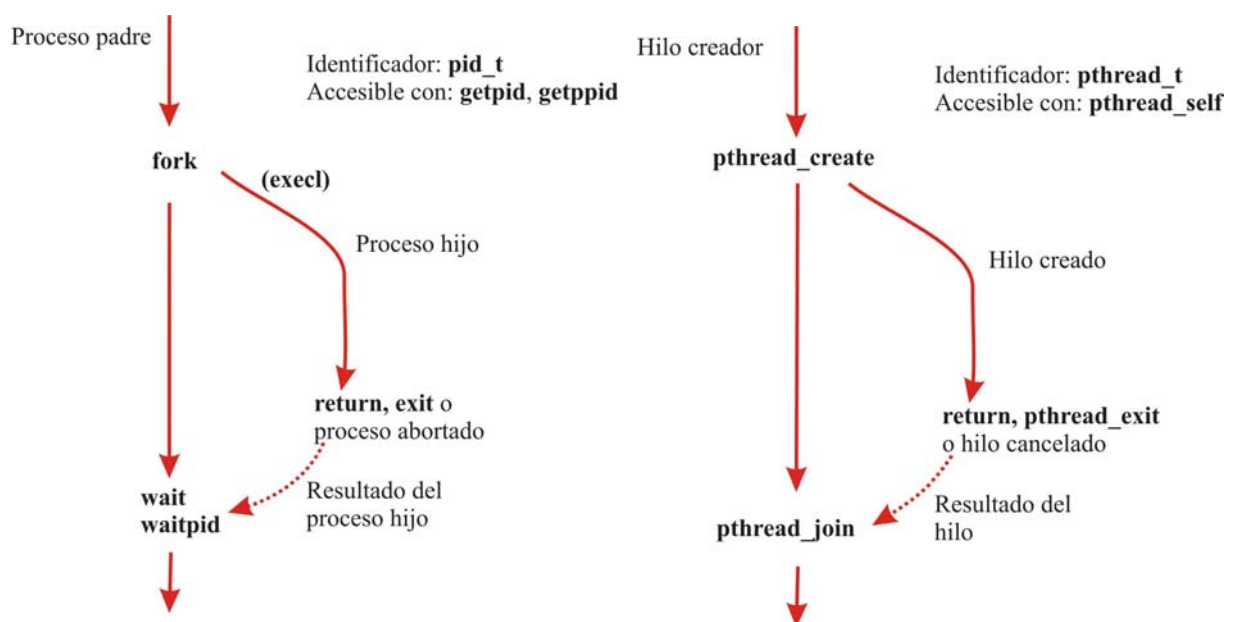 Proceso padre
Identificador: pid_t
Accesible con: getpid, getppid
fork
(execl)
Proceso hijo
return, exit o
proceso abortado
wait
waitpid
Resultado del
proceso hijo
Hilo creador
Identificador: pthread_t
Accesible con: pthread_self
pthread_create
Hilo creado
return, pthread_exit
o hilo cancelado
Resultado del
hilo
pthread_join